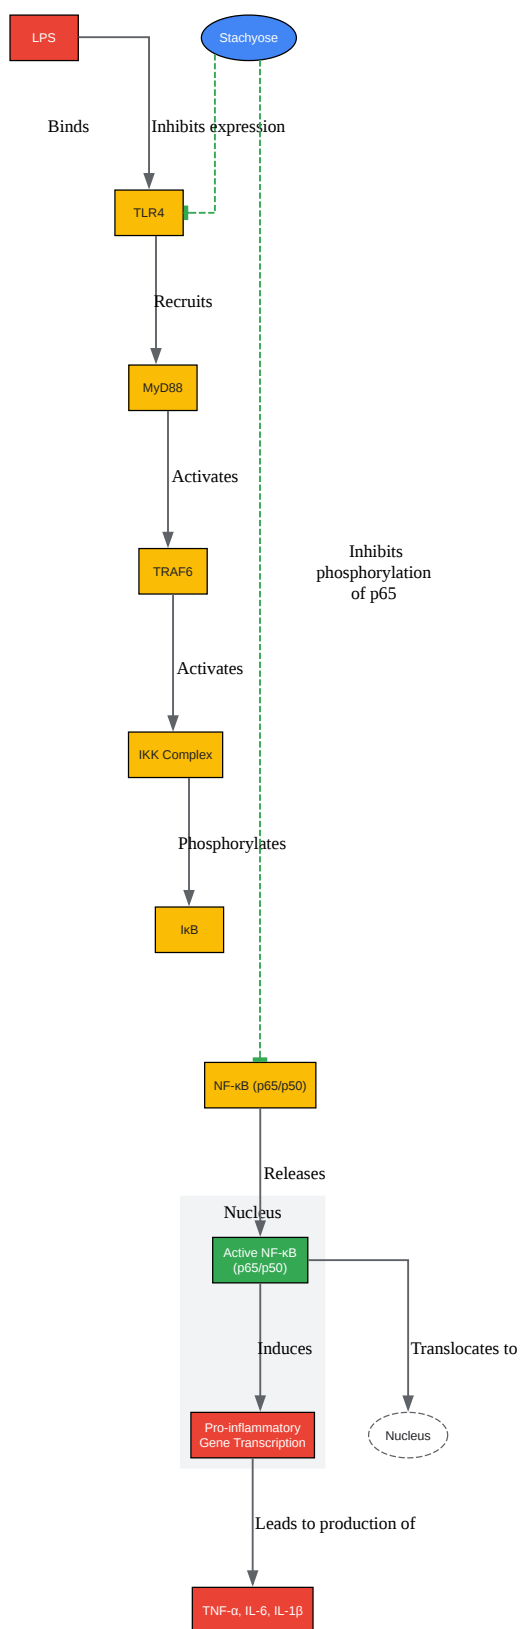 LPS
Stachyose
Binds
Inhibits expression
TLR4
Recruits
MyD88
Activates
Inhibits
phosphorylation
of p65
TRAF6
Activates
IKK Complex
Phosphorylates
IκB
NF-κB (p65/p50)
Releases
Nucleus
Active NF-κB
(p65/p50)
Induces
Translocates to
Pro-inflammatory
Gene Transcription
Nucleus
Leads to production of
TNF-α, IL-6, IL-1β